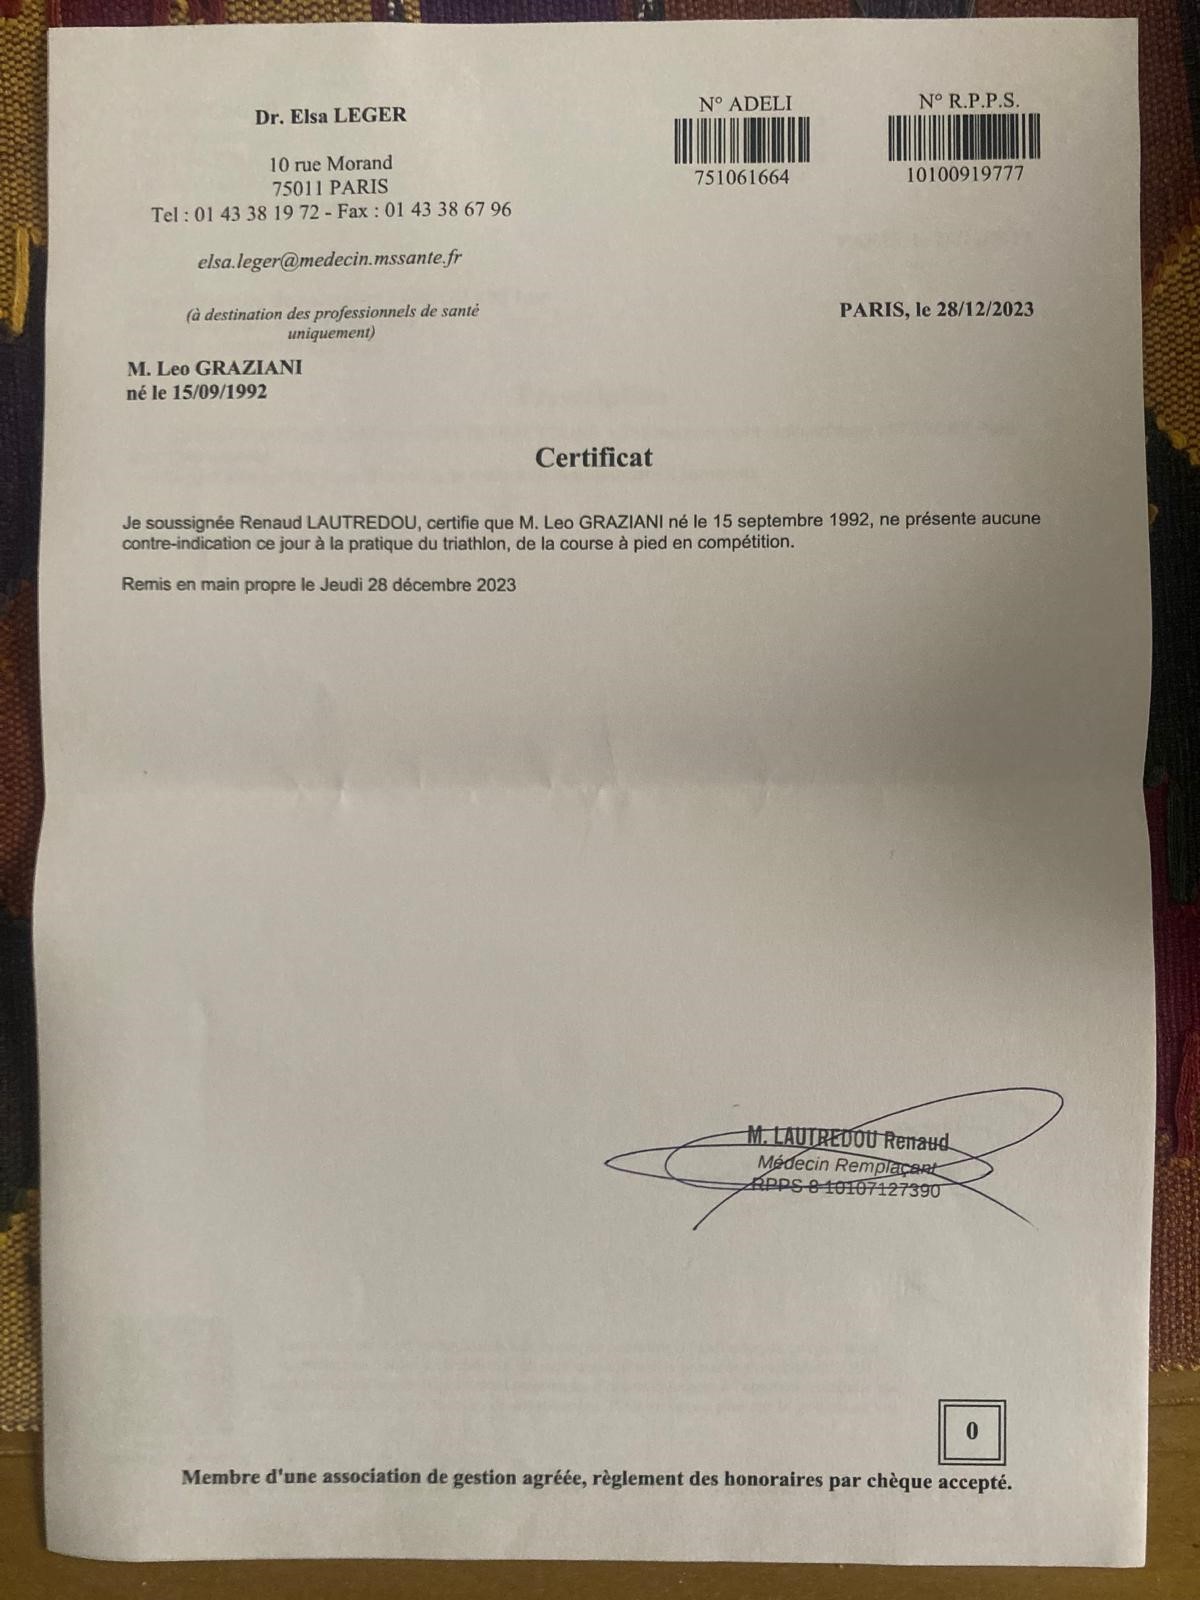 Dr. Elsa LEGER
10 rue Morand
75011 PARIS
Tel : 01 43 38 19 72 - Fax : 01 43 38 67 96
elsa.leger@medecin.mssante.fr
(à destination des professionnels de santé
uniquement)
N° ADELI
751061664
N° R.P.P.S.
10100919777
PARIS, le 28/12/2023
M. Leo GRAZIANI
né le 15/09/1992
Certificat
Je soussignée Renaud LAUTREDOU, certifie que M. Leo GRAZIANI né le 15 septembre 1992, ne présente aucune
contre-indication ce jour à la pratique du triathlon, de la course à pied en compétition.
Remis en main propre le Jeudi 28 décembre 2023
M. LAUTREDOU Renaud
Médecin Remplaçant
RPPS 8 10107127390
0
Membre d'une association de gestion agréée, règlement des honoraires par chèque accepté.